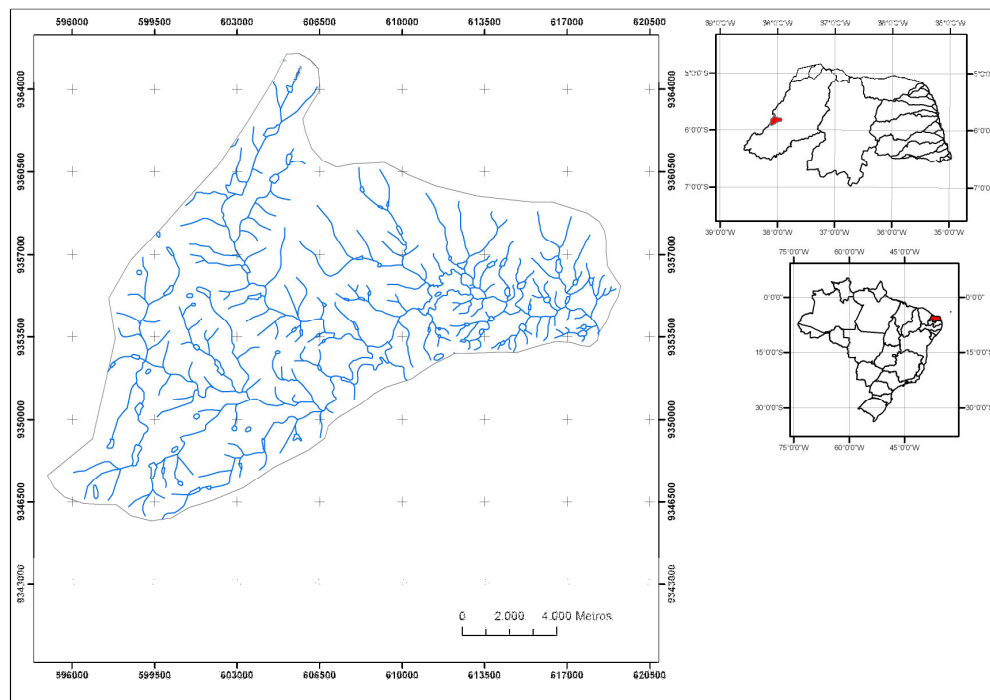 596000 599500 603000 606500 610000 613500 617000 620500
9364000 9364000
9360500 9360500
9357000 9357000
9353500 9353500
9350000 9350000
9346500 9346500
9343000 9343000
0 2.000 4.000 Metros
596000 599500 603000 606500 610000 613500 617000 620500
39°0'0"W 38°0'0"W 37°0'0"W 36°0'0"W 35°0'0"W
5°0'0"S 5°0'0"S
6°0'0"S 6°0'0"S
7°0'0"S 7°0'0"S
39°0'0"W 38°0'0"W 37°0'0"W 36°0'0"W 35°0'0"W
75°0'0"W 60°0'0"W 45°0'0"W
0°0'0" 0°0'0"
15°0'0"S 15°0'0"S
30°0'0"S 30°0'0"S
75°0'0"W 60°0'0"W 45°0'0"W